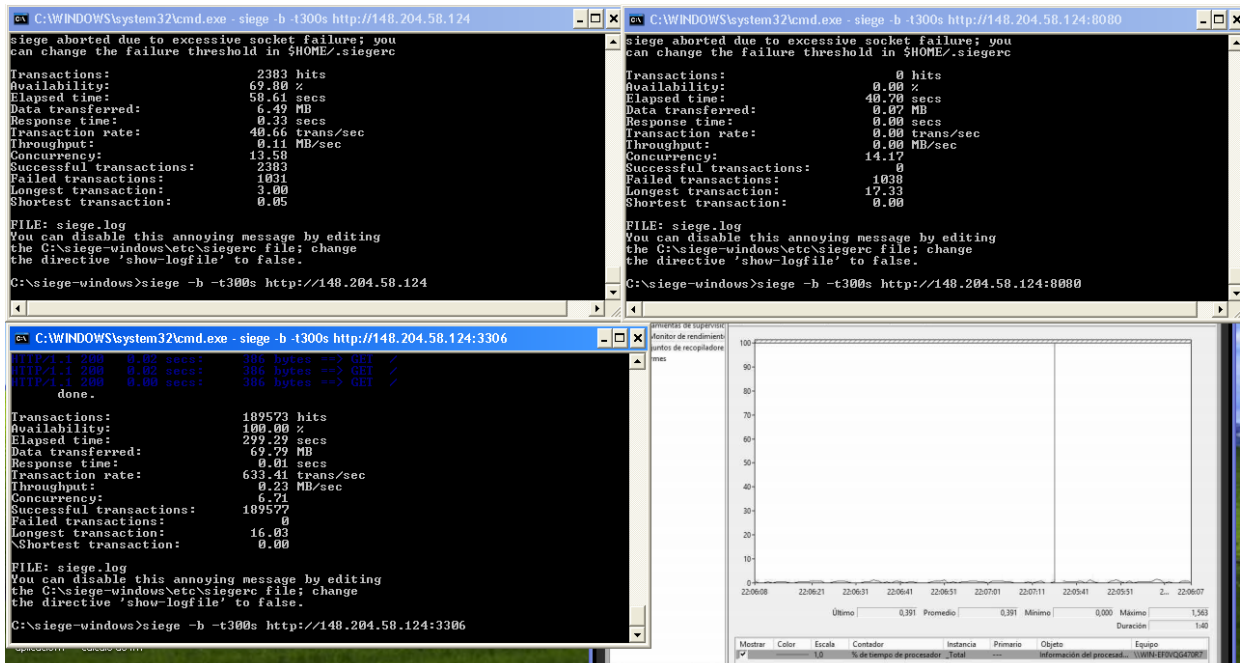 C:\WINDOWS\system32\cmd.exe - siege -b -t300s http://148.204.58.124
siege aborted due to excessive socket failure; you
can change the failure threshold in $HOME/.siegerc
Transactions: 2383 hits
Availability: 69.80 %
Elapsed time: 58.61 secs
Data transferred: 6.49 MB
Response time: 0.33 secs
Transaction rate: 40.66 trans/sec
Throughput: 0.11 MB/sec
Concurrency: 13.58
Successful transactions: 2383
Failed transactions: 1031
Longest transaction: 3.00
Shortest transaction: 0.05
FILE: siege.log
You can disable this annoying message by editing
the C:\siege-windows\etc\siegerc file; change
the directive 'show-logfile' to false.
C:\siege-windows>siege -b -t300s http://148.204.58.124
C:\WINDOWS\system32\cmd.exe - siege -b -t300s http://148.204.58.124:8080
siege aborted due to excessive socket failure; you
can change the failure threshold in $HOME/.siegerc
Transactions: 0 hits
Availability: 0.00 %
Elapsed time: 40.70 secs
Data transferred: 0.07 MB
Response time: 0.00 secs
Transaction rate: 0.00 trans/sec
Throughput: 0.00 MB/sec
Concurrency: 14.17
Successful transactions: 0
Failed transactions: 1038
Longest transaction: 17.33
Shortest transaction: 0.00
FILE: siege.log
You can disable this annoying message by editing
the C:\siege-windows\etc\siegerc file; change
the directive 'show-logfile' to false.
C:\siege-windows>siege -b -t300s http://148.204.58.124:8080
C:\WINDOWS\system32\cmd.exe - siege -b -t300s http://148.204.58.124:3306
HTTP/1.1 200 0.02 secs: 386 bytes ==> GET /
HTTP/1.1 200 0.02 secs: 386 bytes ==> GET /
HTTP/1.1 200 0.00 secs: 386 bytes ==> GET /
done.
Transactions: 189573 hits
Availability: 100.00 %
Elapsed time: 299.29 secs
Data transferred: 69.79 MB
Response time: 0.01 secs
Transaction rate: 633.41 trans/sec
Throughput: 0.23 MB/sec
Concurrency: 6.71
Successful transactions: 189577
Failed transactions: 0
Longest transaction: 16.03
\Shortest transaction: 0.00
FILE: siege.log
You can disable this annoying message by editing
the C:\siege-windows\etc\siegerc file; change
the directive 'show-logfile' to false.
C:\siege-windows>siege -b -t300s http://148.204.58.124:3306
amientas de supervisic
Monitor de rendimient
untos de recopiladore
rmes
100
90
80
70
60
50
40
30
20
10
0
22:06:08 22:06:21 22:06:31 22:06:41 22:06:51 22:07:01 22:07:11 22:05:41 22:05:51 2... 22:06:07
Último 0,391 Promedio 0,391 Mínimo 0,000 Máximo 1,563
Duración 1:40
Mostrar Color Escala Contador Instancia Primario Objeto Equipo
1,0 % de tiempo de procesador _Total --- Información del procesad... \\WIN-EF0VQG470R7